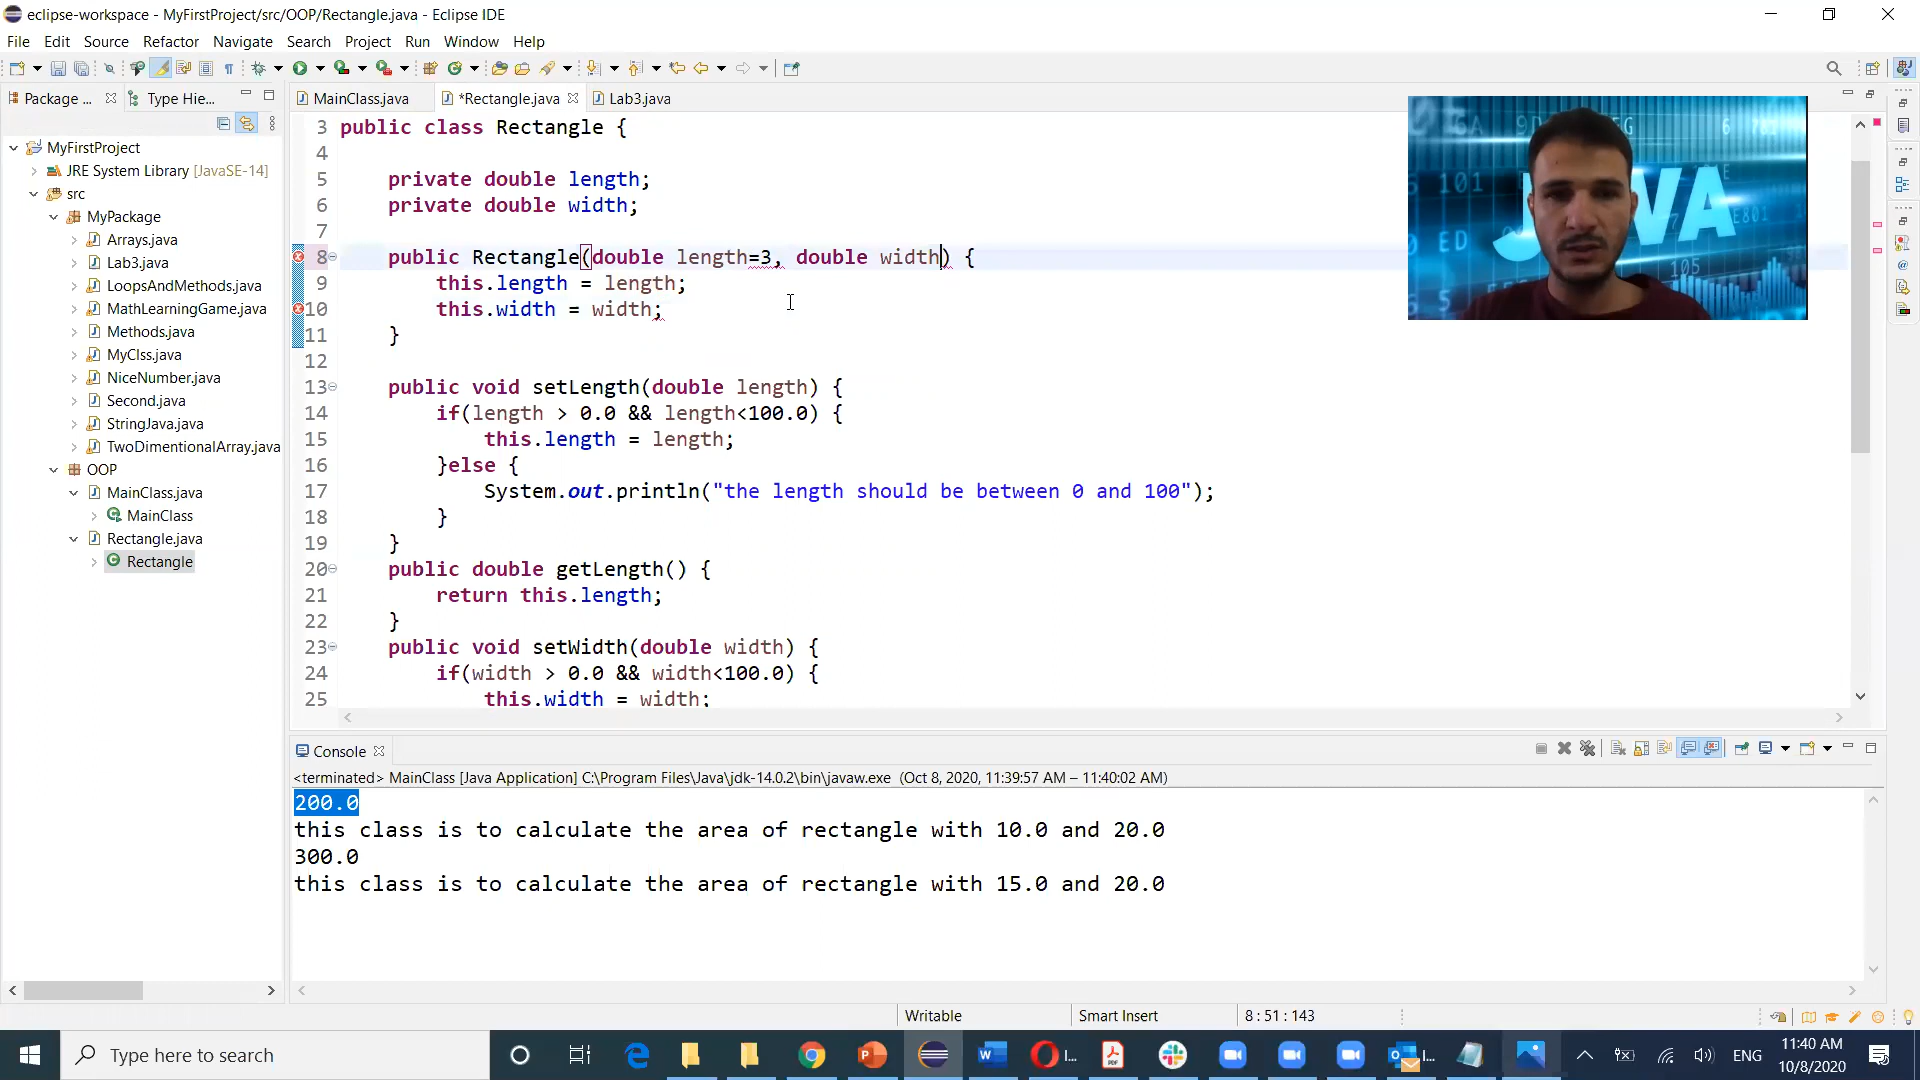 eclipse-workspace - MyFirstProject/src/OOP/Rectangle.java - Eclipse IDE
File Edit Source Refactor Navigate Search Project Run Window Help
Package ... Type Hie...
MainClass.java *Rectangle.java Lab3.java
MyFirstProject
JRE System Library [JavaSE-14]
src
MyPackage
Arrays.java
Lab3.java
LoopsAndMethods.java
MathLearningGame.java
Methods.java
MyClss.java
NiceNumber.java
Second.java
StringJava.java
TwoDimentionalArray.java
OOP
MainClass.java
MainClass
Rectangle.java
Rectangle
3 public class Rectangle {
4
5 private double length;
6 private double width;
7
8 public Rectangle(double length=3, double width) {
9 this.length = length;
10 this.width = width;
11 }
12
13 public void setLength(double length) {
14 if(length > 0.0 && length<100.0) {
15 this.length = length;
16 }else {
17 System.out.println("the length should be between 0 and 100");
18 }
19 }
20 public double getLength() {
21 return this.length;
22 }
23 public void setWidth(double width) {
24 if(width > 0.0 && width<100.0) {
25 this.width = width;
JAVA
Console
<terminated> MainClass [Java Application] C:\Program Files\Java\jdk-14.0.2\bin\javaw.exe (Oct 8, 2020, 11:39:57 AM – 11:40:02 AM)
200.0
this class is to calculate the area of rectangle with 10.0 and 20.0
300.0
this class is to calculate the area of rectangle with 15.0 and 20.0
Writable Smart Insert 8 : 51 : 143
Type here to search
I... I... ENG
11:40 AM
10/8/2020